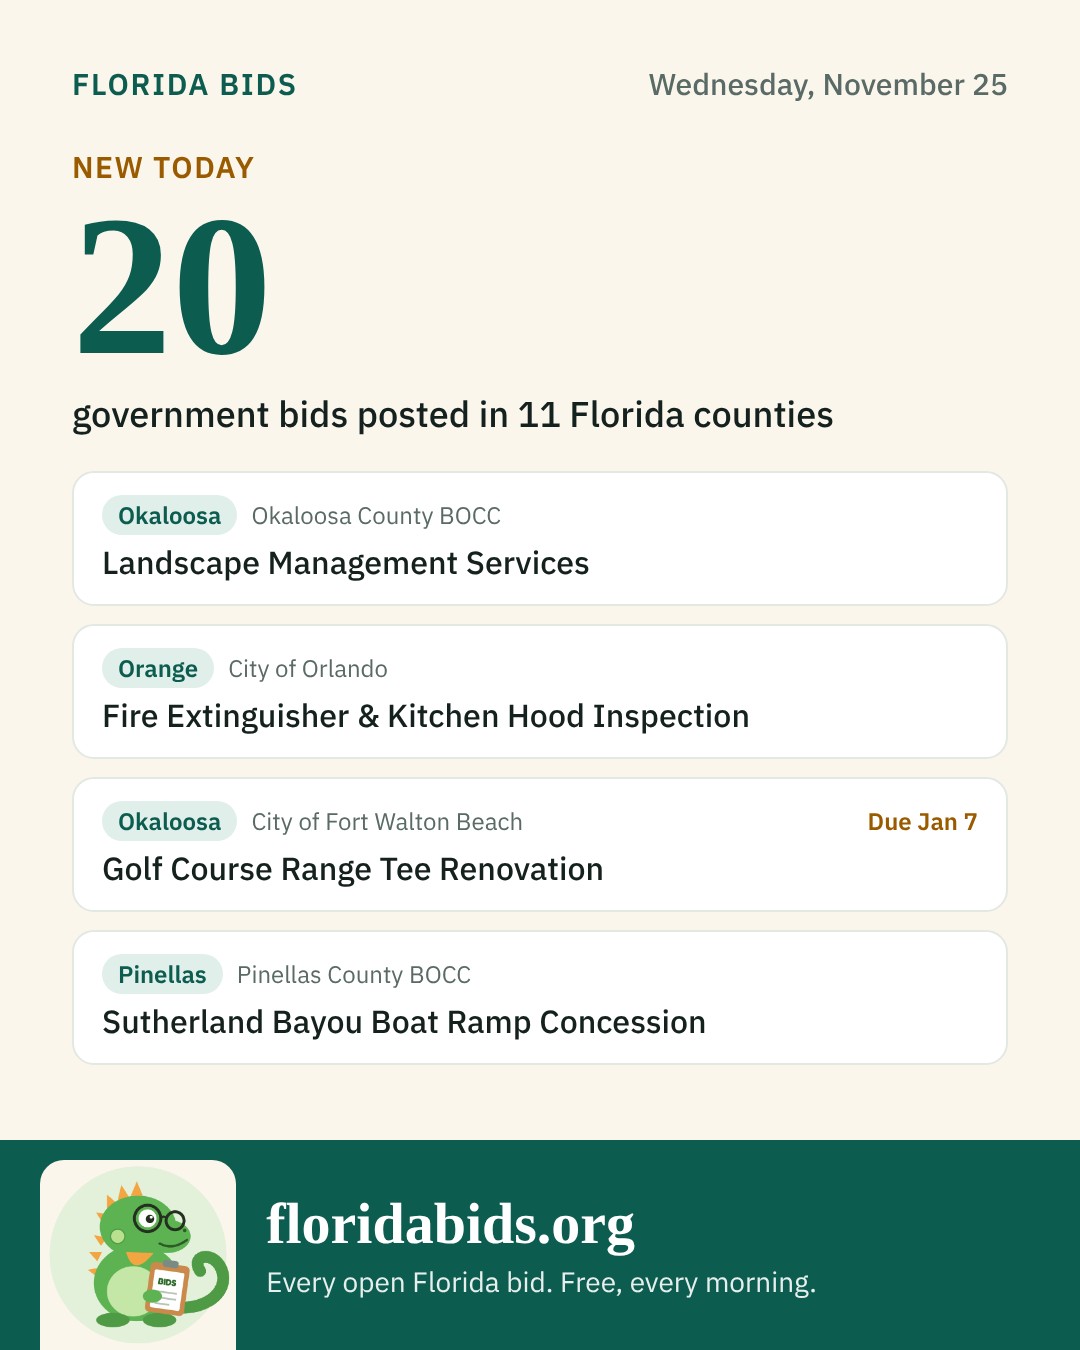 FLORIDA BIDS
Wednesday, November 25
NEW TODAY
20
government bids posted in 11 Florida counties
Okaloosa Okaloosa County BOCC
Landscape Management Services
Orange City of Orlando
Fire Extinguisher & Kitchen Hood Inspection
Okaloosa City of Fort Walton Beach Due Jan 7
Golf Course Range Tee Renovation
Pinellas Pinellas County BOCC
Sutherland Bayou Boat Ramp Concession
BIDS
floridabids.org
Every open Florida bid. Free, every morning.